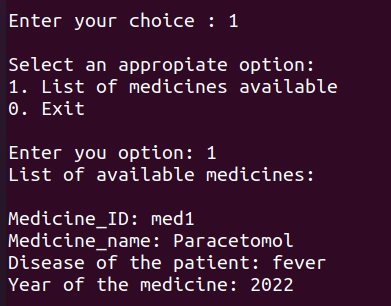 Enter your choice : 1
Select an appropiate option:
1. List of medicines available
0. Exit
Enter you option: 1
List of available medicines:
Medicine_ID: med1
Medicine_name: Paracetomol
Disease of the patient: fever
Year of the medicine: 2022